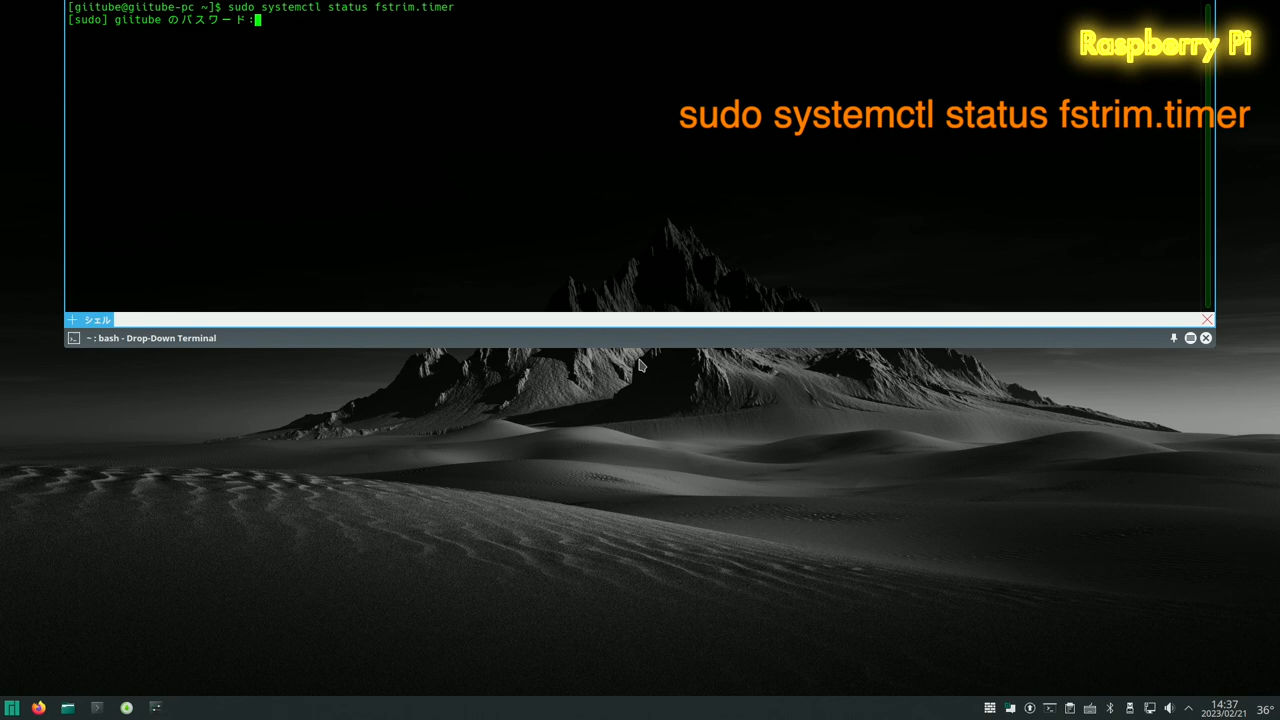 [giitube@giitube-pc ~]$ sudo systemctl status fstrim.timer
[sudo] giitube のパスワード:
Raspberry Pi
sudo systemctl status fstrim.timer
シェル
~ : bash - Drop-Down Terminal
14:37
2023/02/21
36°